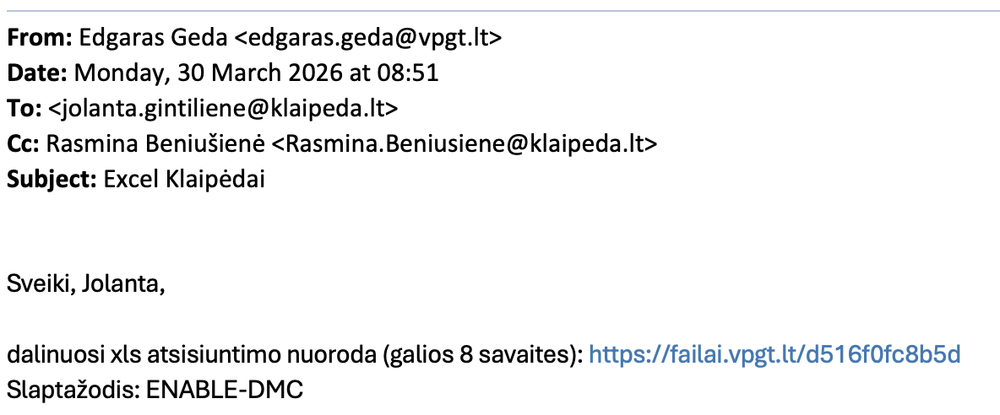 From: Edgaras Geda <edgaras.geda@vpgt.lt>
Date: Monday, 30 March 2026 at 08:51
To: <jolanta.gintiliene@klaipeda.lt>
Cc: Rasmina Beniušienė <Rasmina.Beniusiene@klaipeda.lt>
Subject: Excel Klaipėdai
Sveiki, Jolanta,
dalinuosi xls atsisiuntimo nuoroda (galios 8 savaites): https://failai.vpgt.lt/d516f0fc8b5d
Slaptažodis: ENABLE-DMC